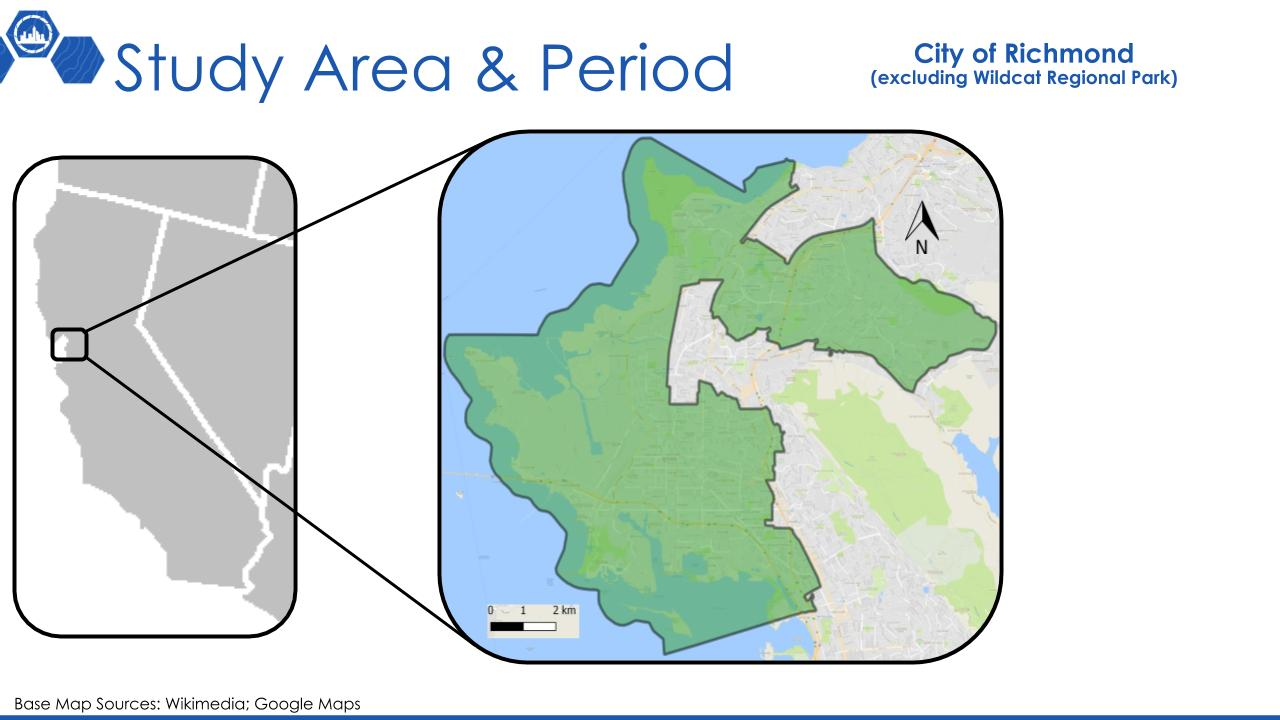 Study Area & Period
City of Richmond
(excluding Wildcat Regional Park)
N
0 1 2 km
Base Map Sources: Wikimedia; Google Maps